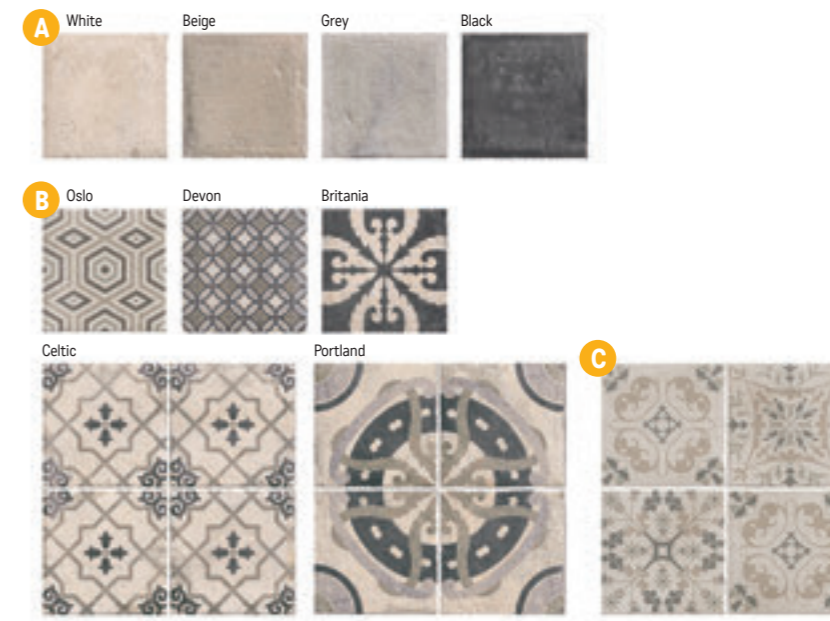 A
White Beige Grey Black
B
Oslo Devon Britania
Celtic Portland
C